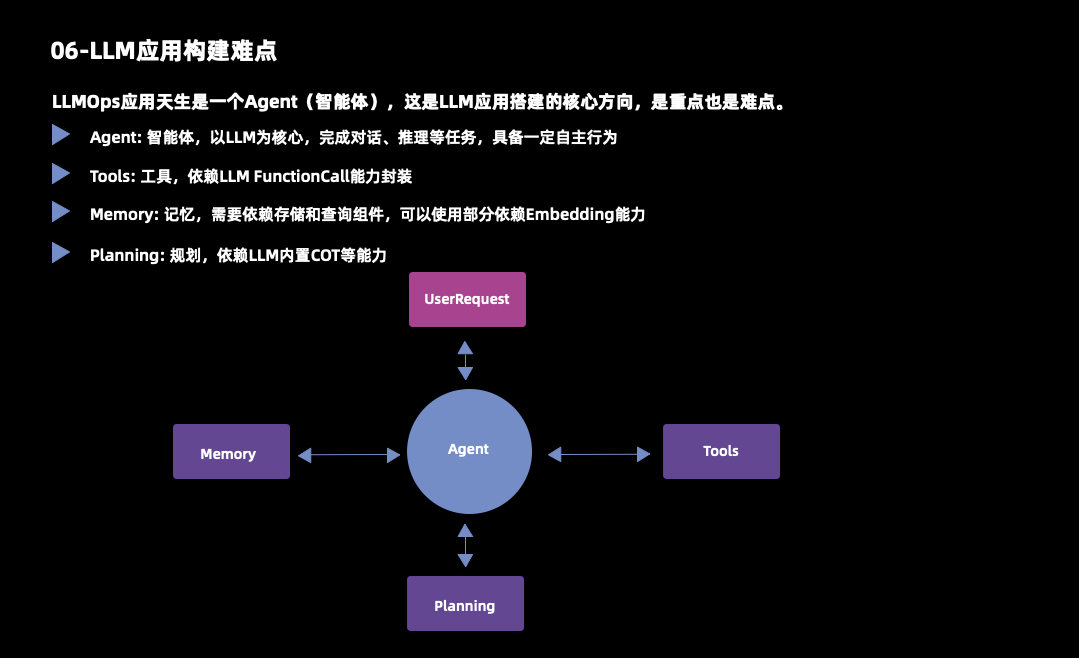 06-LLM应用构建难点
LLMOps应用天生是一个Agent（智能体），这是LLM应用搭建的核心方向，是重点也是难点。
Agent: 智能体，以LLM为核心，完成对话、推理等任务，具备一定自主行为
Tools: 工具，依赖LLM FunctionCall能力封装
Memory: 记忆，需要依赖存储和查询组件，可以使用部分依赖Embedding能力
Planning: 规划，依赖LLM内置COT等能力
UserRequest
Memory
Agent
Tools
Planning